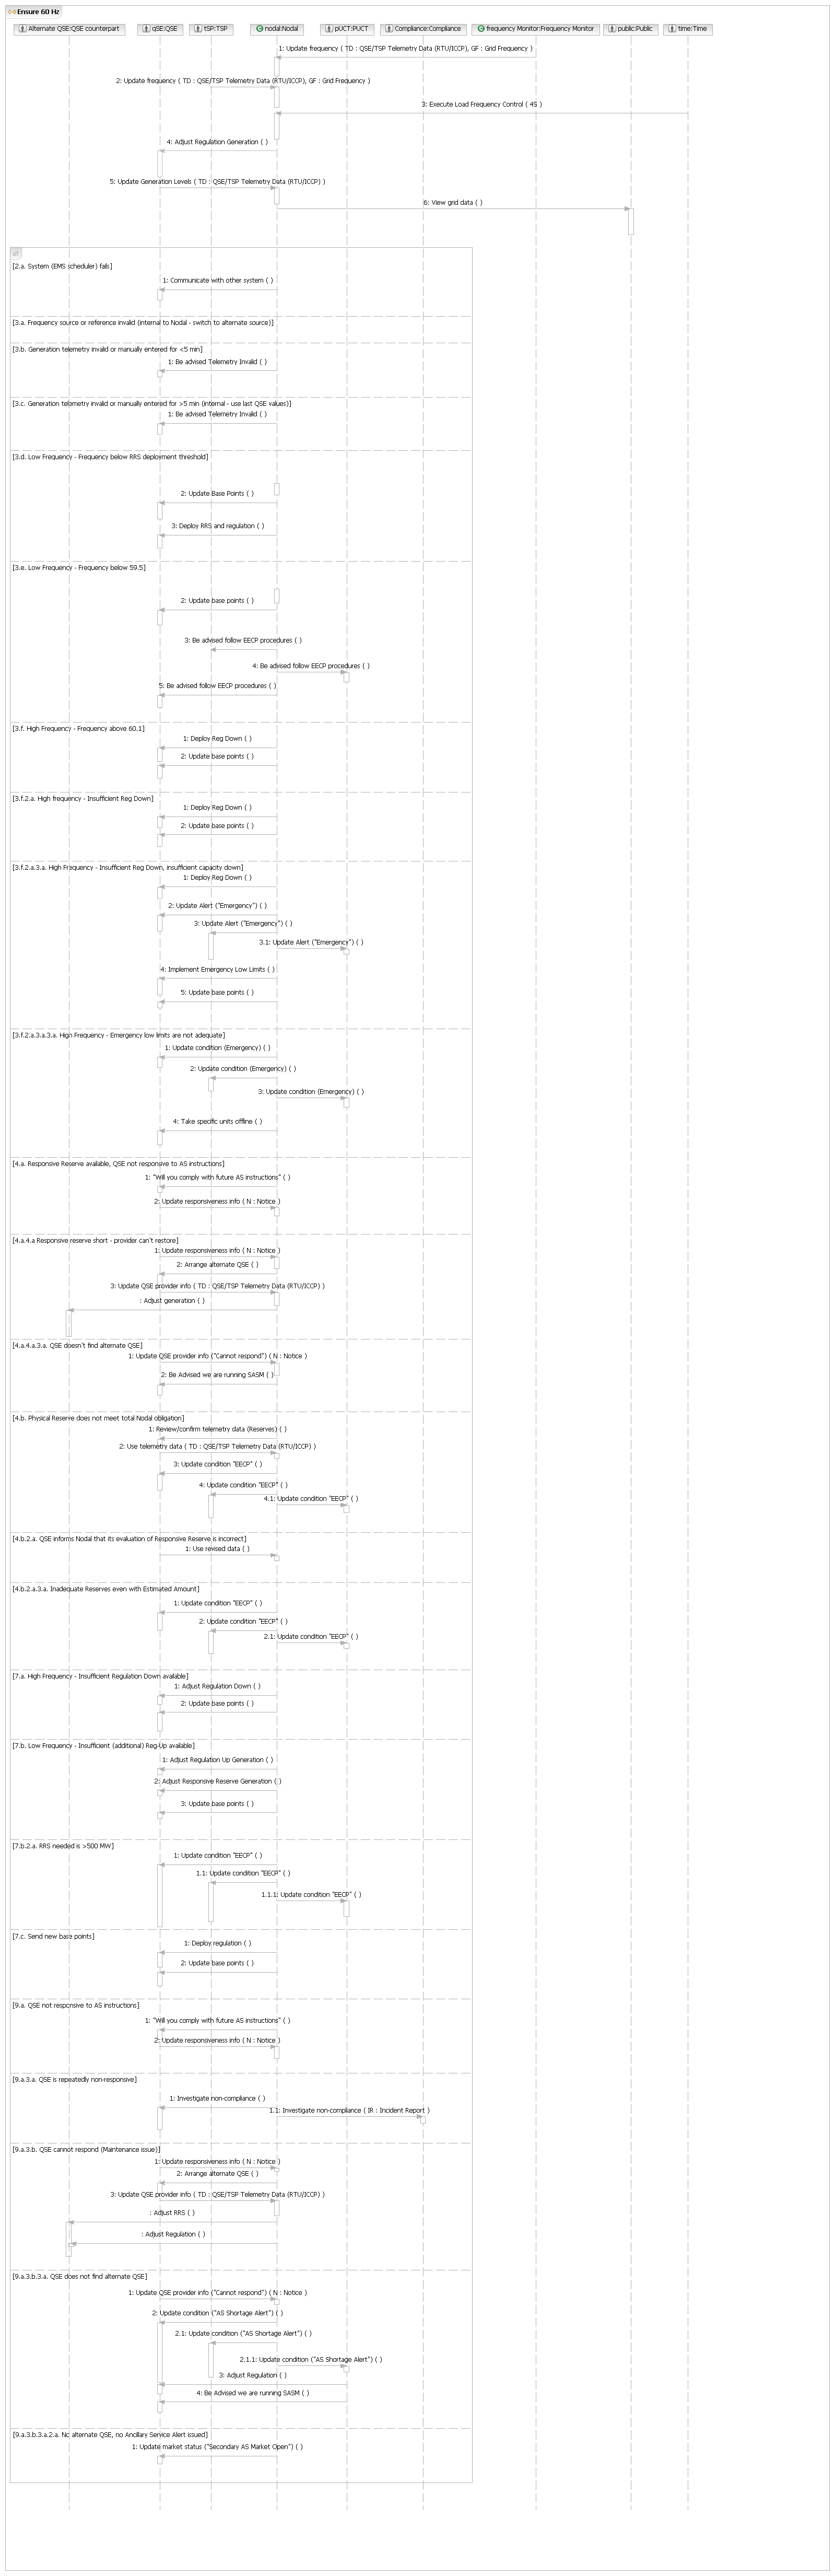 Ensure 60 Hz
Alternate QSE:QSE counterpart
qSE:QSE
tSP:TSP
nodal:Nodal
pUCT:PUCT
Compliance:Compliance
frequency Monitor:Frequency Monitor
public:Public
time:Time
1: Update frequency ( TD : QSE/TSP Telemetry Data (RTU/ICCP), GF : Grid Frequency )
2: Update frequency ( TD : QSE/TSP Telemetry Data (RTU/ICCP), GF : Grid Frequency )
3: Execute Load Frequency Control ( 4S )
4: Adjust Regulation Generation ( )
5: Update Generation Levels ( TD : QSE/TSP Telemetry Data (RTU/ICCP) )
6: View grid data ( )
alt
[2.a. System (EMS scheduler) fails]
1: Communicate with other system ( )
[3.a. Frequency source or reference invalid (internal to Nodal - switch to alternate source)]
[3.b. Generation telemetry invalid or manually entered for <5 min]
1: Be advised Telemetry Invalid ( )
[3.c. Generation telemetry invalid or manually entered for >5 min (internal - use last QSE values)]
1: Be advised Telemetry Invalid ( )
[3.d. Low Frequency - Frequency below RRS deployment threshold]
2: Update Base Points ( )
3: Deploy RRS and regulation ( )
[3.e. Low Frequency - Frequency below 59.5]
2: Update base points ( )
3: Be advised follow EECP procedures ( )
4: Be advised follow EECP procedures ( )
5: Be advised follow EECP procedures ( )
[3.f. High Frequency - Frequency above 60.1]
1: Deploy Reg Down ( )
2: Update base points ( )
[3.f.2.a. High frequency - Insufficient Reg Down]
1: Deploy Reg Down ( )
2: Update base points ( )
[3.f.2.a.3.a. High Frequency - Insufficient Reg Down, insufficient capacity down]
1: Deploy Reg Down ( )
2: Update Alert ("Emergency") ( )
3: Update Alert ("Emergency") ( )
3.1: Update Alert ("Emergency") ( )
4: Implement Emergency Low Limits ( )
5: Update base points ( )
[3.f.2.a.3.a.3.a. High Frequency - Emergency low limits are not adequate]
1: Update condition (Emergency) ( )
2: Update condition (Emergency) ( )
3: Update condition (Emergency) ( )
4: Take specific units offline ( )
[4.a. Responsive Reserve available, QSE not responsive to AS instructions]
1: "Will you comply with future AS instructions" ( )
2: Update responsiveness info ( N : Notice )
[4.a.4.a Responsive reserve short - provider can't restore]
1: Update responsiveness info ( N : Notice )
2: Arrange alternate QSE ( )
3: Update QSE provider info ( TD : QSE/TSP Telemetry Data (RTU/ICCP) )
: Adjust generation ( )
[4.a.4.a.3.a. QSE doesn't find alternate QSE]
1: Update QSE provider info ("Cannot respond") ( N : Notice )
2: Be Advised we are running SASM ( )
[4.b. Physical Reserve does not meet total Nodal obligation]
1: Review/confirm telemetry data (Reserves) ( )
2: Use telemetry data ( TD : QSE/TSP Telemetry Data (RTU/ICCP) )
3: Update condition "EECP" ( )
4: Update condition "EECP" ( )
4.1: Update condition "EECP" ( )
[4.b.2.a. QSE informs Nodal that its evaluation of Responsive Reserve is incorrect]
1: Use revised data ( )
[4.b.2.a.3.a. Inadequate Reserves even with Estimated Amount]
1: Update condition "EECP" ( )
2: Update condition "EECP" ( )
2.1: Update condition "EECP" ( )
[7.a. High Frequency - Insufficient Regulation Down available]
1: Adjust Regulation Down ( )
2: Update base points ( )
[7.b. Low Frequency - Insufficient (additional) Reg-Up available]
1: Adjust Regulation Up Generation ( )
2: Adjust Responsive Reserve Generation ( )
3: Update base points ( )
[7.b.2.a. RRS needed is >500 MW]
1: Update condition "EECP" ( )
1.1: Update condition "EECP" ( )
1.1.1: Update condition "EECP" ( )
[7.c. Send new base points]
1: Deploy regulation ( )
2: Update base points ( )
[9.a. QSE not responsive to AS instructions]
1: "Will you comply with future AS instructions" ( )
2: Update responsiveness info ( N : Notice )
[9.a.3.a. QSE is repeatedly non-responsive]
1: Investigate non-compliance ( )
1.1: Investigate non-compliance ( IR : Incident Report )
[9.a.3.b. QSE cannot respond (Maintenance issue)]
1: Update responsiveness info ( N : Notice )
2: Arrange alternate QSE ( )
3: Update QSE provider info ( TD : QSE/TSP Telemetry Data (RTU/ICCP) )
: Adjust RRS ( )
: Adjust Regulation ( )
[9.a.3.b.3.a. QSE does not find alternate QSE]
1: Update QSE provider info ("Cannot respond") ( N : Notice )
2: Update condition ("AS Shortage Alert") ( )
2.1: Update condition ("AS Shortage Alert") ( )
2.1.1: Update condition ("AS Shortage Alert") ( )
3: Adjust Regulation ( )
4: Be Advised we are running SASM ( )
[9.a.3.b.3.a.2.a. No alternate QSE, no Ancillary Service Alert issued]
1: Update market status ("Secondary AS Market Open") ( )